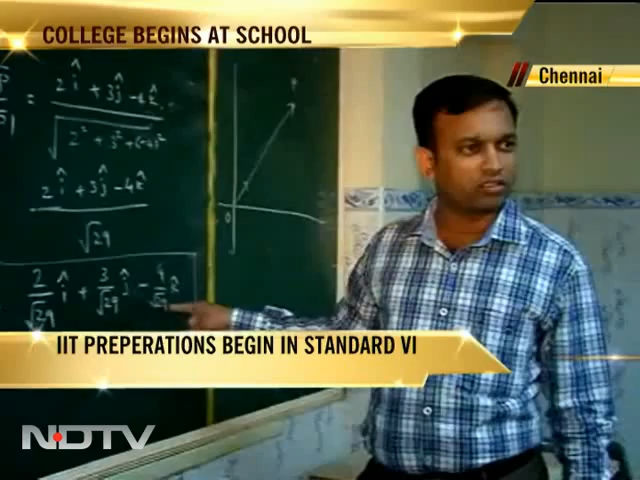 COLLEGE BEGINS AT SCHOOL
Chennai
= 2î + 3ĵ - 4k̂
√2² + 3² + (-4)²
2î + 3ĵ - 4k̂
√29
2/√29 î + 3/√29 ĵ - 4/√29 k̂
P
O
IIT PREPERATIONS BEGIN IN STANDARD VI
NDTV